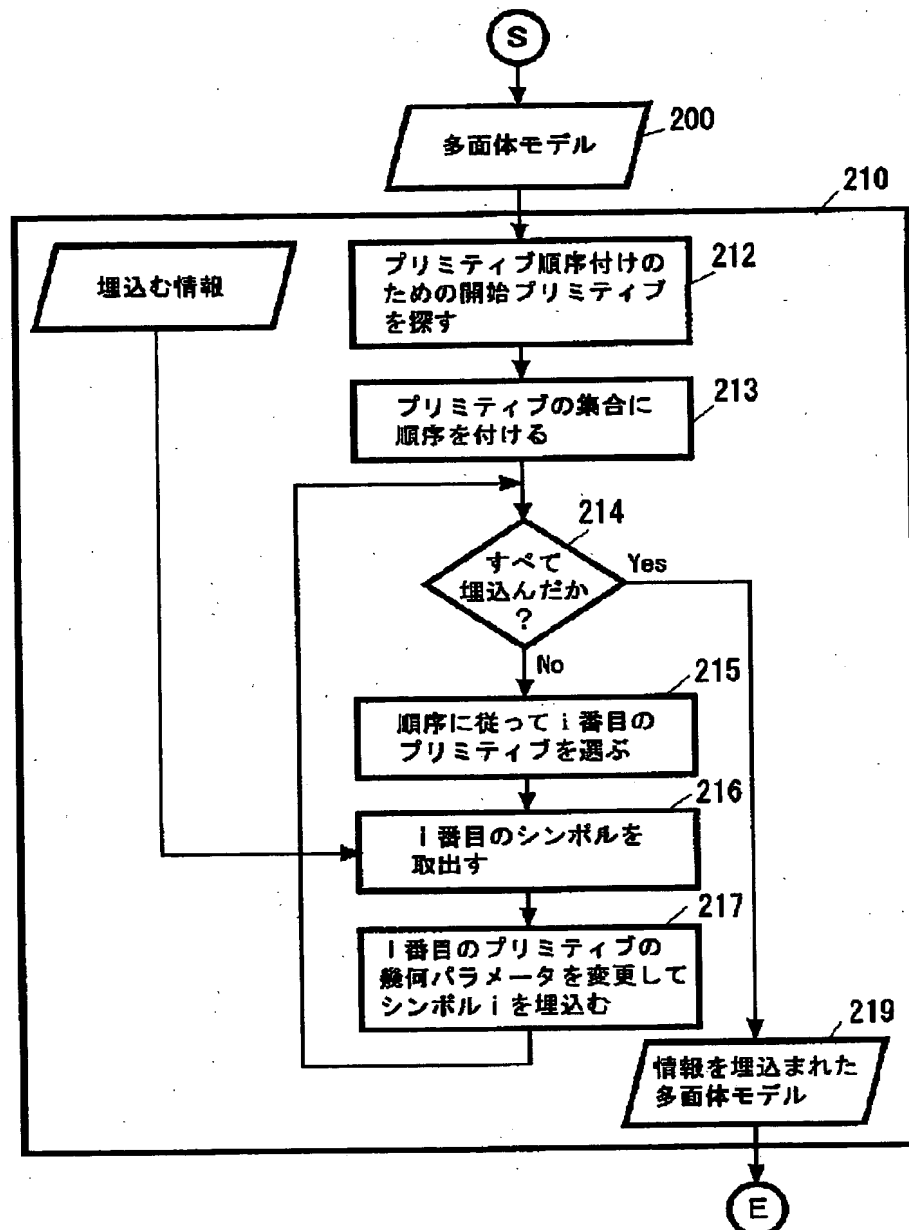 S
多面体モデル
200
210
埋込む情報
プリミティブ順序付けの
ための開始プリミティブ
を探す
212
プリミティブの集合に
順序を付ける
213
214
すべて
埋込んだか
?
Yes
No
215
順序に従って i 番目の
プリミティブを選ぶ
216
i 番目のシンボルを
取出す
217
i 番目のプリミティブの
幾何パラメータを変更して
シンボル i を埋込む
219
情報を埋込まれた
多面体モデル
E